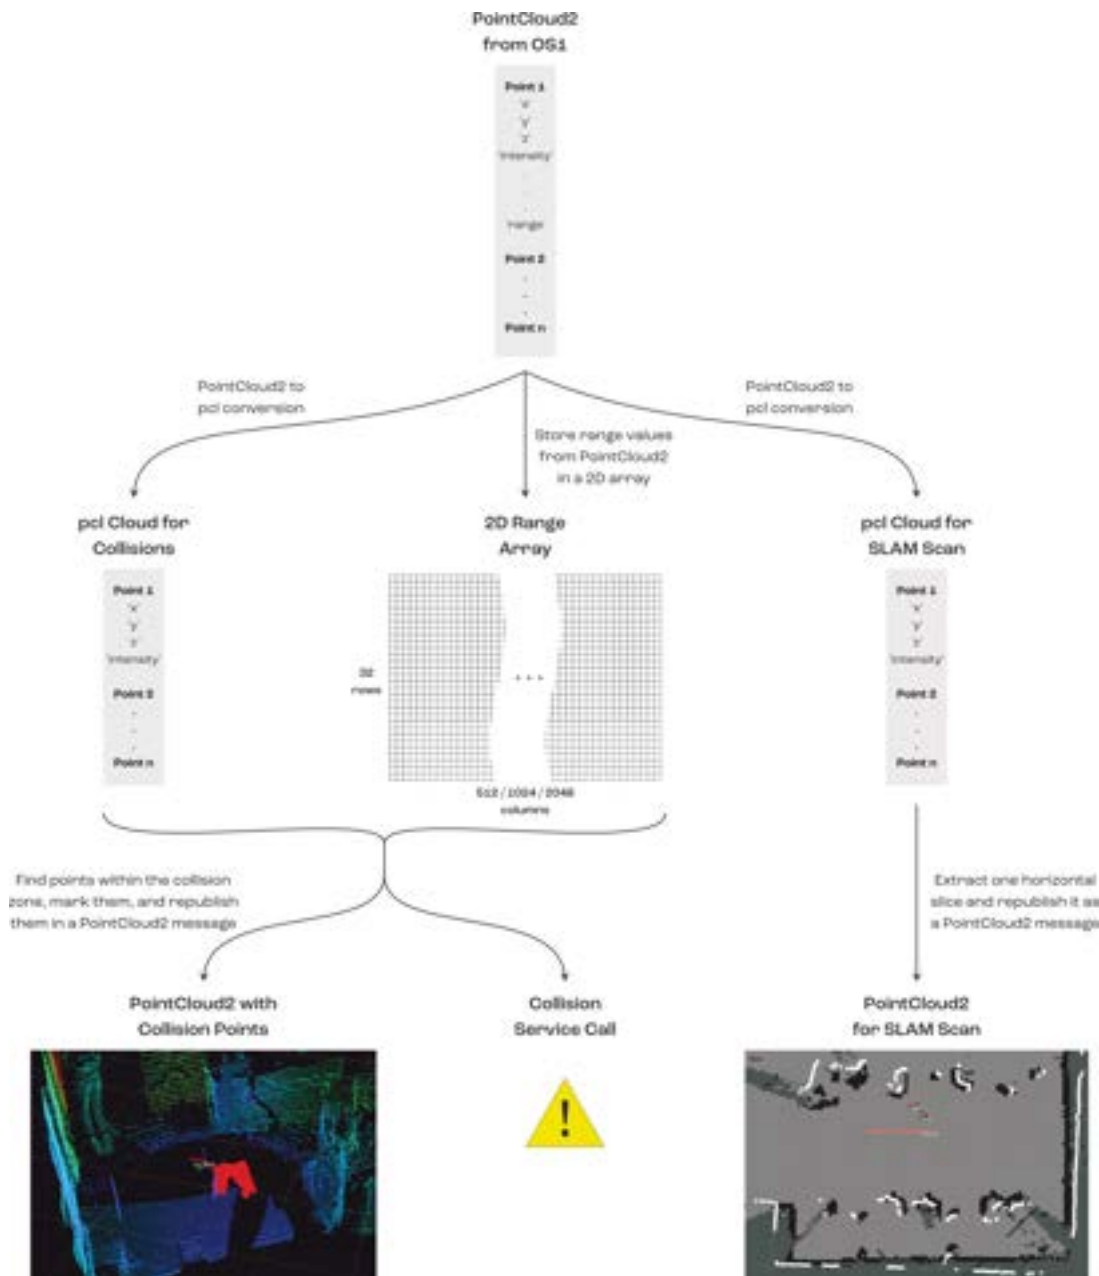 PointCloud2
from OS1
Point 1
'x'
'y'
'z'
'intensity'
.
.
.
'range'
Point 2
.
.
.
Point n
PointCloud2 to
pcl conversion
Store range values
from PointCloud2
in a 2D array
PointCloud2 to
pcl conversion
pcl Cloud for
Collisions
Point 1
'x'
'y'
'z'
'intensity'
Point 2
.
.
.
Point n
2D Range
Array
32
rows
. . .
512 / 1024 / 2048
columns
pcl Cloud for
SLAM Scan
Point 1
'x'
'y'
'z'
'intensity'
Point 2
.
.
.
Point n
Find points within the collision
zone, mark them, and republish
them in a PointCloud2 message
Extract one horizontal
slice and republish it as
a PointCloud2 message
PointCloud2 with
Collision Points
Collision
Service Call
!
PointCloud2
for SLAM Scan